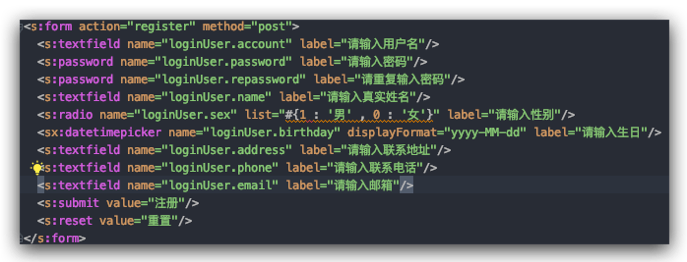 <s:form action="register" method="post">
<s:textfield name="loginUser.account" label="请输入用户名"/>
<s:password name="loginUser.password" label="请输入密码"/>
<s:password name="loginUser.repassword" label="请重复输入密码"/>
<s:textfield name="loginUser.name" label="请输入真实姓名"/>
<s:radio name="loginUser.sex" list="#{1 : '男' , 0 : '女'}" label="请输入性别"/>
<sx:datetimepicker name="loginUser.birthday" displayFormat="yyyy-MM-dd" label="请输入生日"/>
<s:textfield name="loginUser.address" label="请输入联系地址"/>
<s:textfield name="loginUser.phone" label="请输入联系电话"/>
<s:textfield name="loginUser.email" label="请输入邮箱"/>
<s:submit value="注册"/>
<s:reset value="重置"/>
</s:form>